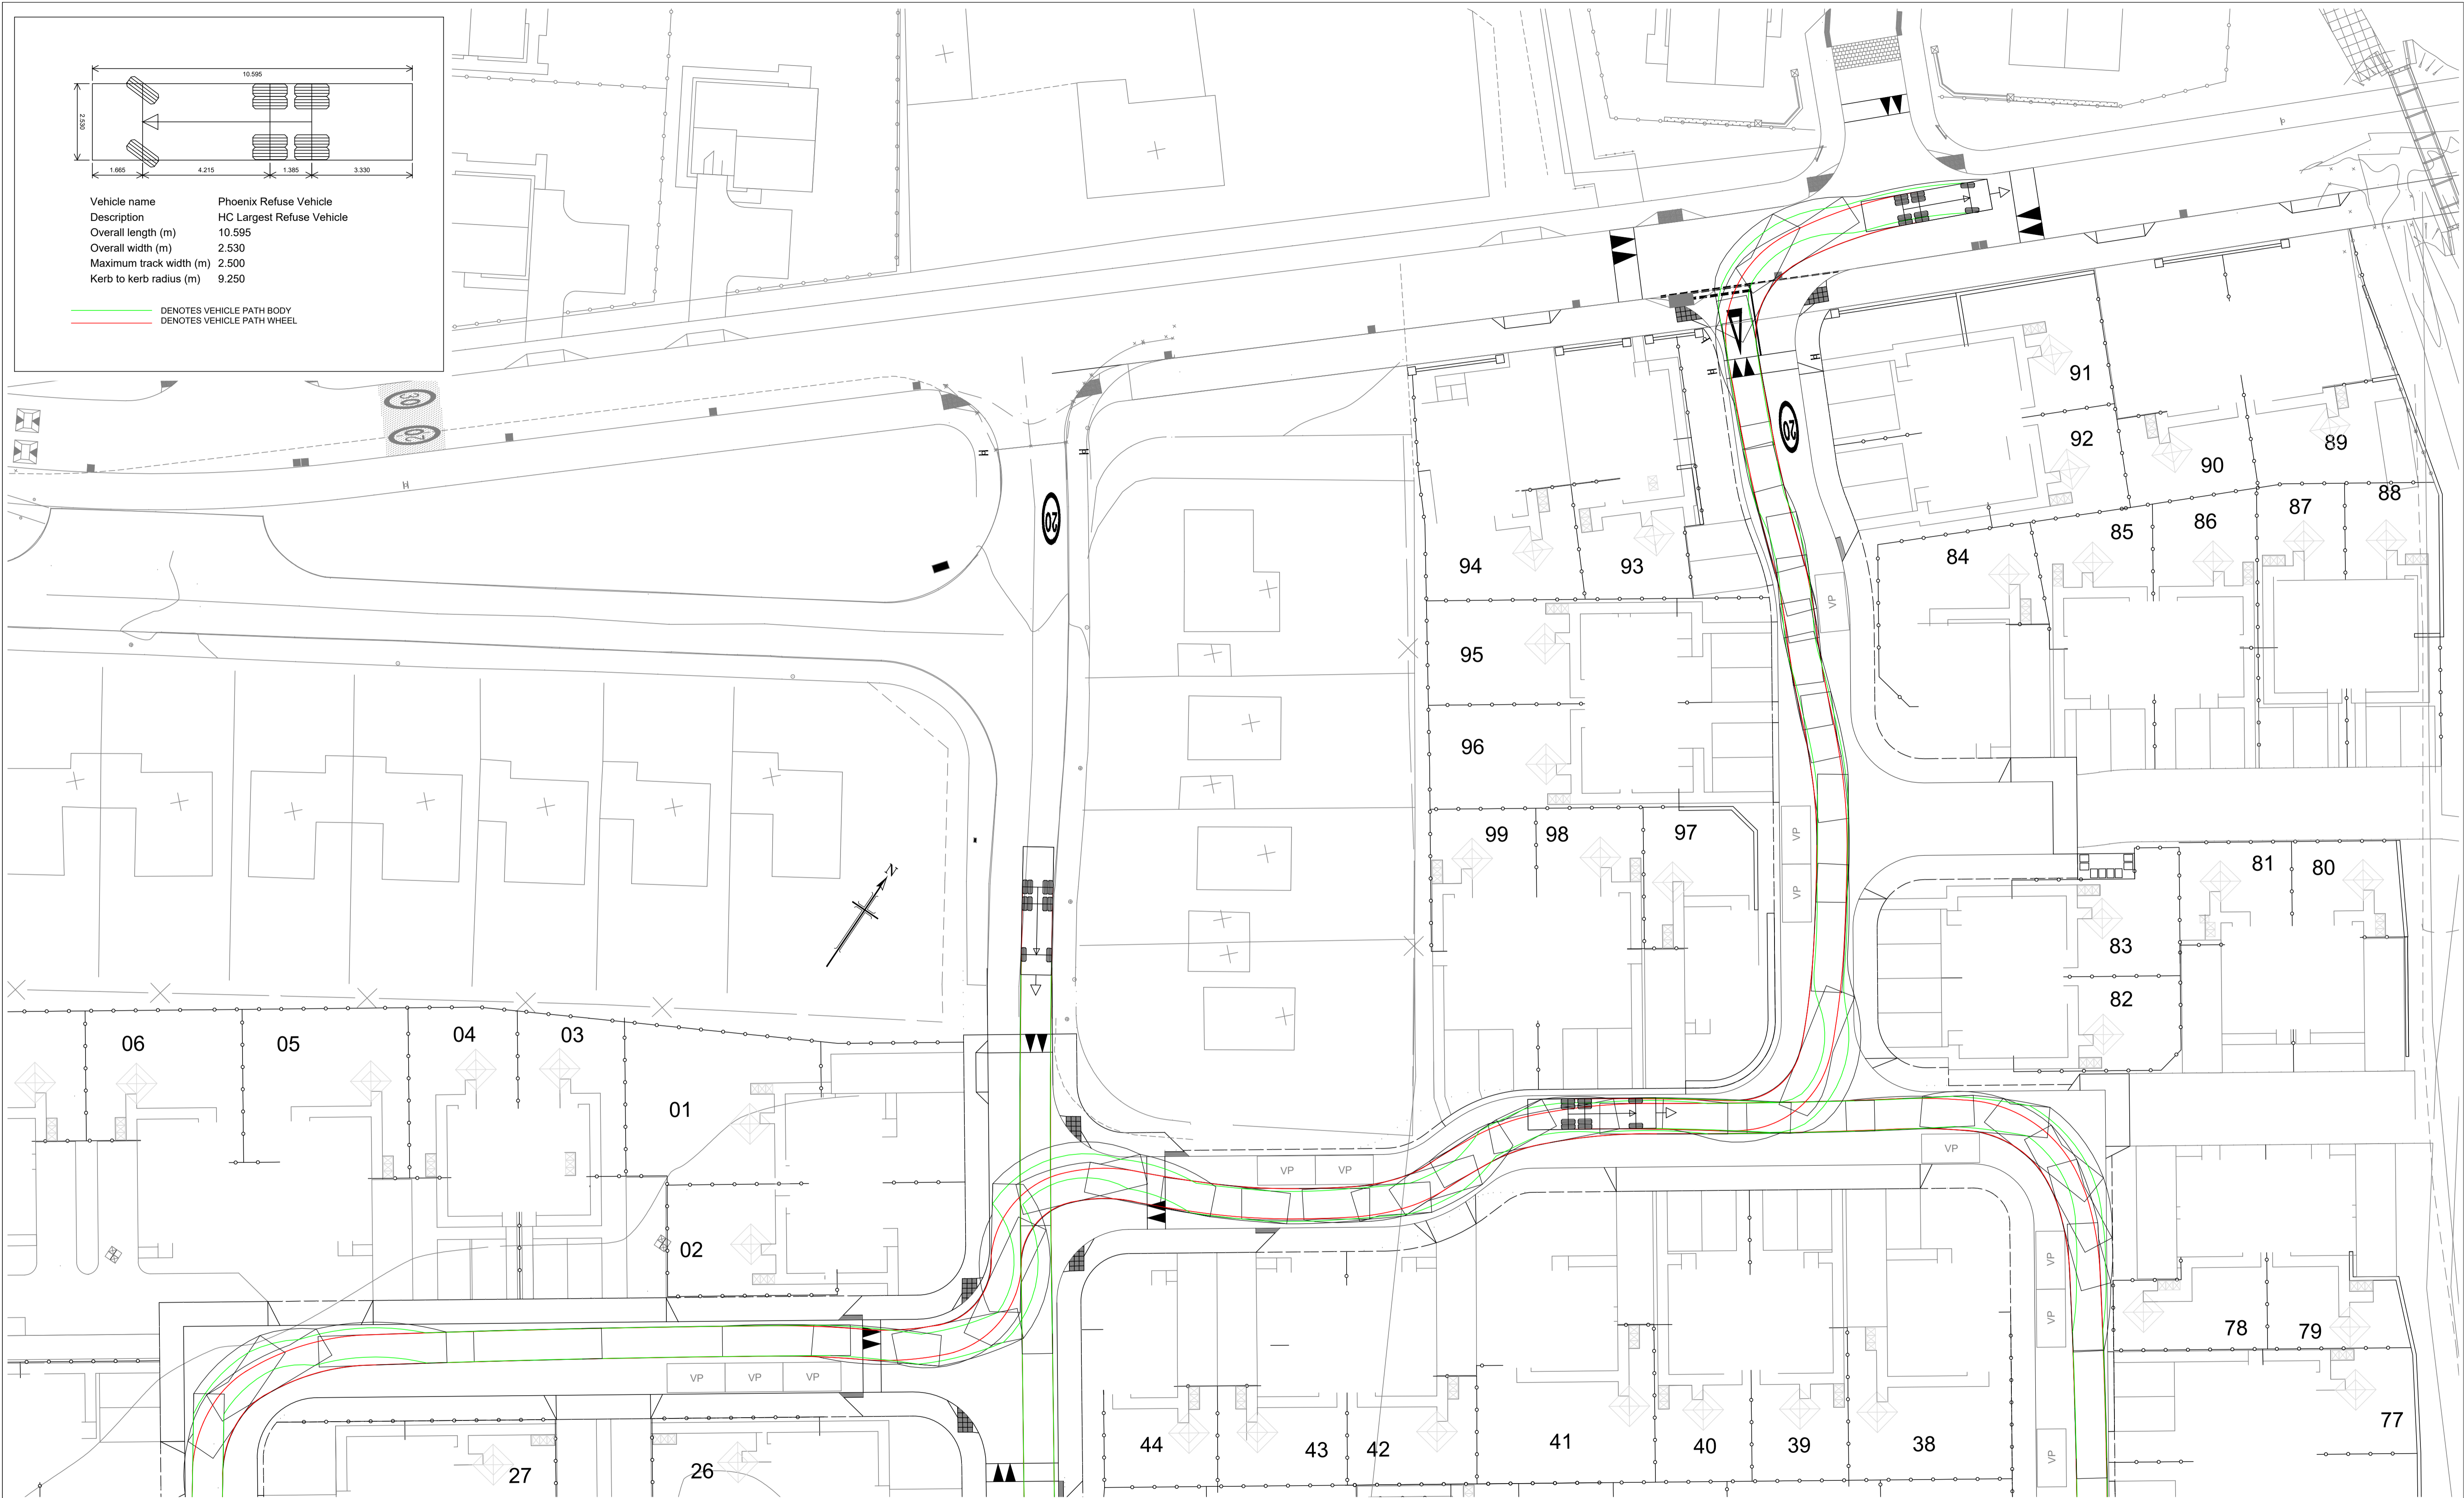 10.595
2.530
1.665 4.215 1.385 3.330
Vehicle name Phoenix Refuse Vehicle
Description HC Largest Refuse Vehicle
Overall length (m) 10.595
Overall width (m) 2.530
Maximum track width (m) 2.500
Kerb to kerb radius (m) 9.250
DENOTES VEHICLE PATH BODY
DENOTES VEHICLE PATH WHEEL
30
20
20
20
N
91
92
90
89
88
87
86
85
84
94
93
95
96
99
98
97
81
80
83
82
06
05
04
03
01
02
78
79
77
44
43
42
41
40
39
38
27
26
VP
VP
VP
VP
VP
VP
VP
VP
VP
VP
VP
VP